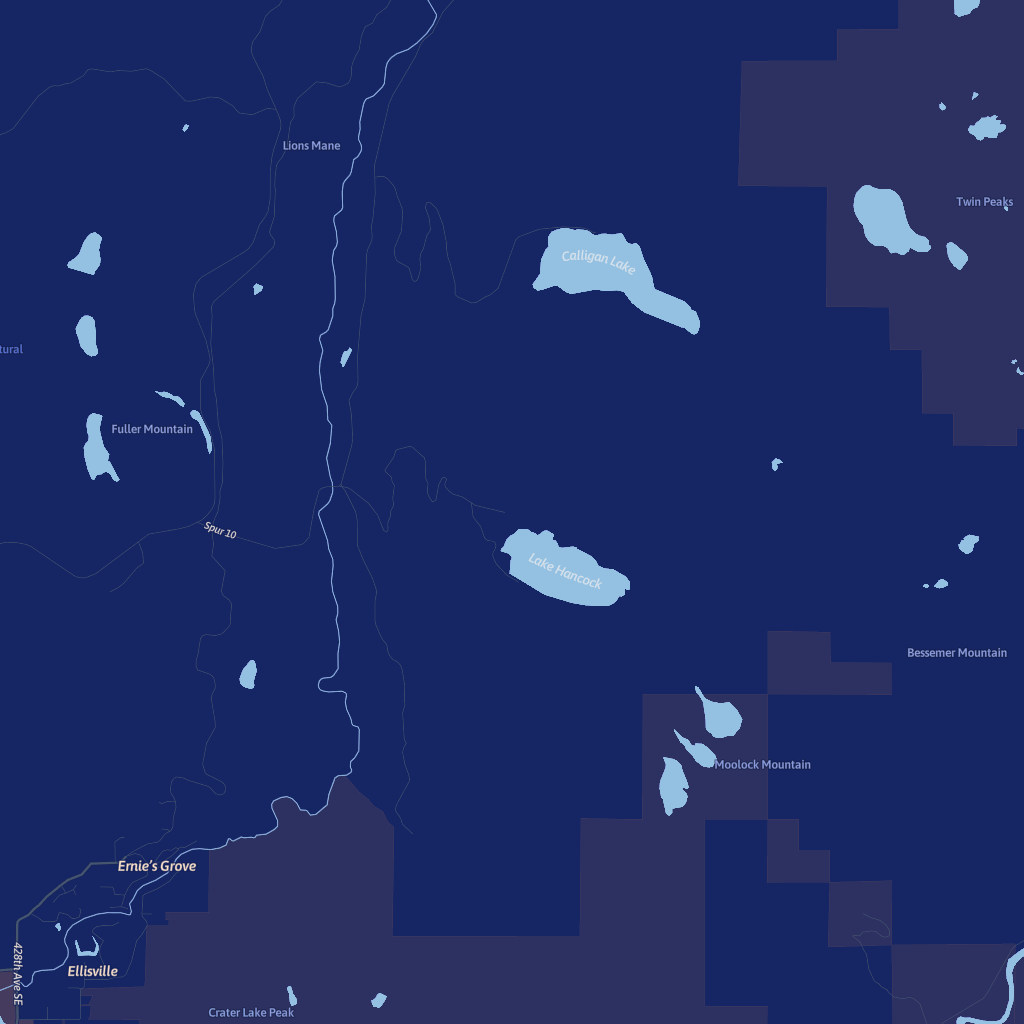 Lions Mane
Twin Peaks
Calligan Lake
tural
Fuller Mountain
Spur 10
Lake Hancock
Bessemer Mountain
Moolock Mountain
Ernie's Grove
428th Ave SE
Ellisville
Crater Lake Peak